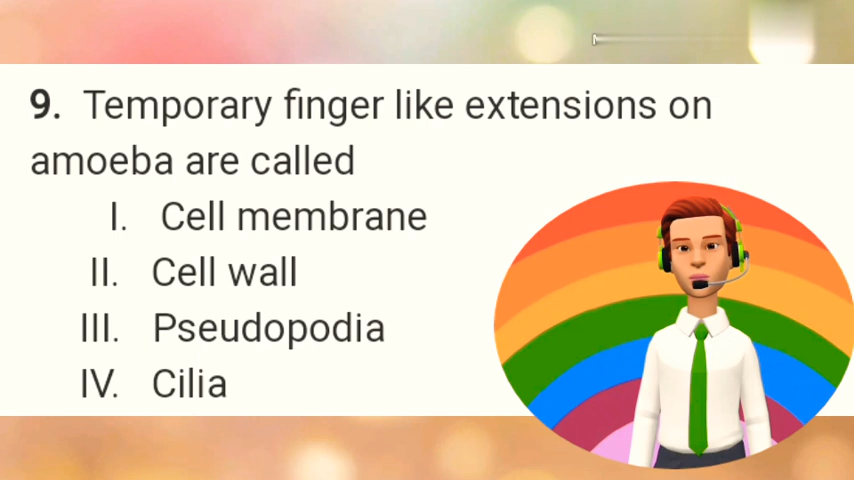 9. Temporary finger like extensions on
amoeba are called
I. Cell membrane
II. Cell wall
III. Pseudopodia
IV. Cilia